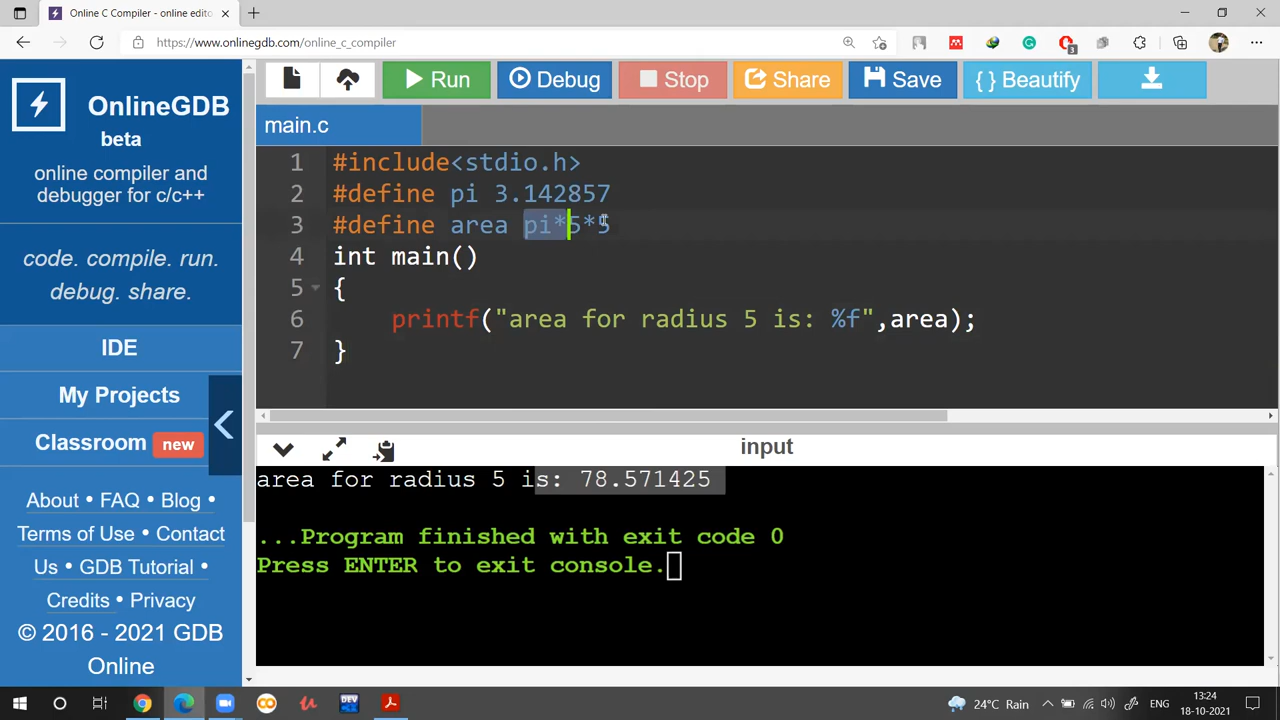 Online C Compiler - online edito
https://www.onlinegdb.com/online_c_compiler
3
OnlineGDB
beta
online compiler and
debugger for c/c++
code. compile. run.
debug. share.
IDE
My Projects
Classroom new
About • FAQ • Blog •
Terms of Use • Contact
Us • GDB Tutorial •
Credits • Privacy
© 2016 - 2021 GDB
Online
Run Debug Stop Share Save { } Beautify
main.c
1 #include<stdio.h>
2 #define pi 3.142857
3 #define area pi*5*5
4 int main()
5 {
6 printf("area for radius 5 is: %f",area);
7 }
input
area for radius 5 is: 78.571425
...Program finished with exit code 0
Press ENTER to exit console.
DEV
24°C Rain
ENG
13:24
18-10-2021